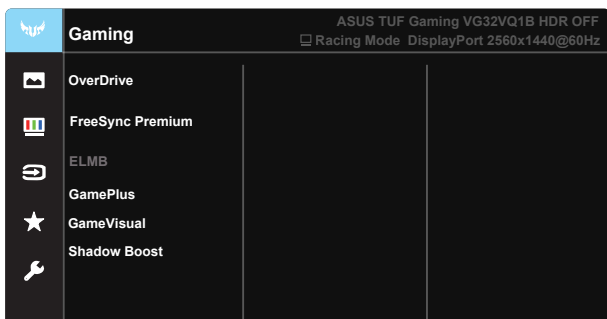 ASUS TUF Gaming VG32VQ1B HDR OFF
Gaming
Racing Mode DisplayPort 2560x1440@60Hz
OverDrive
FreeSync Premium
ELMB
GamePlus
GameVisual
Shadow Boost